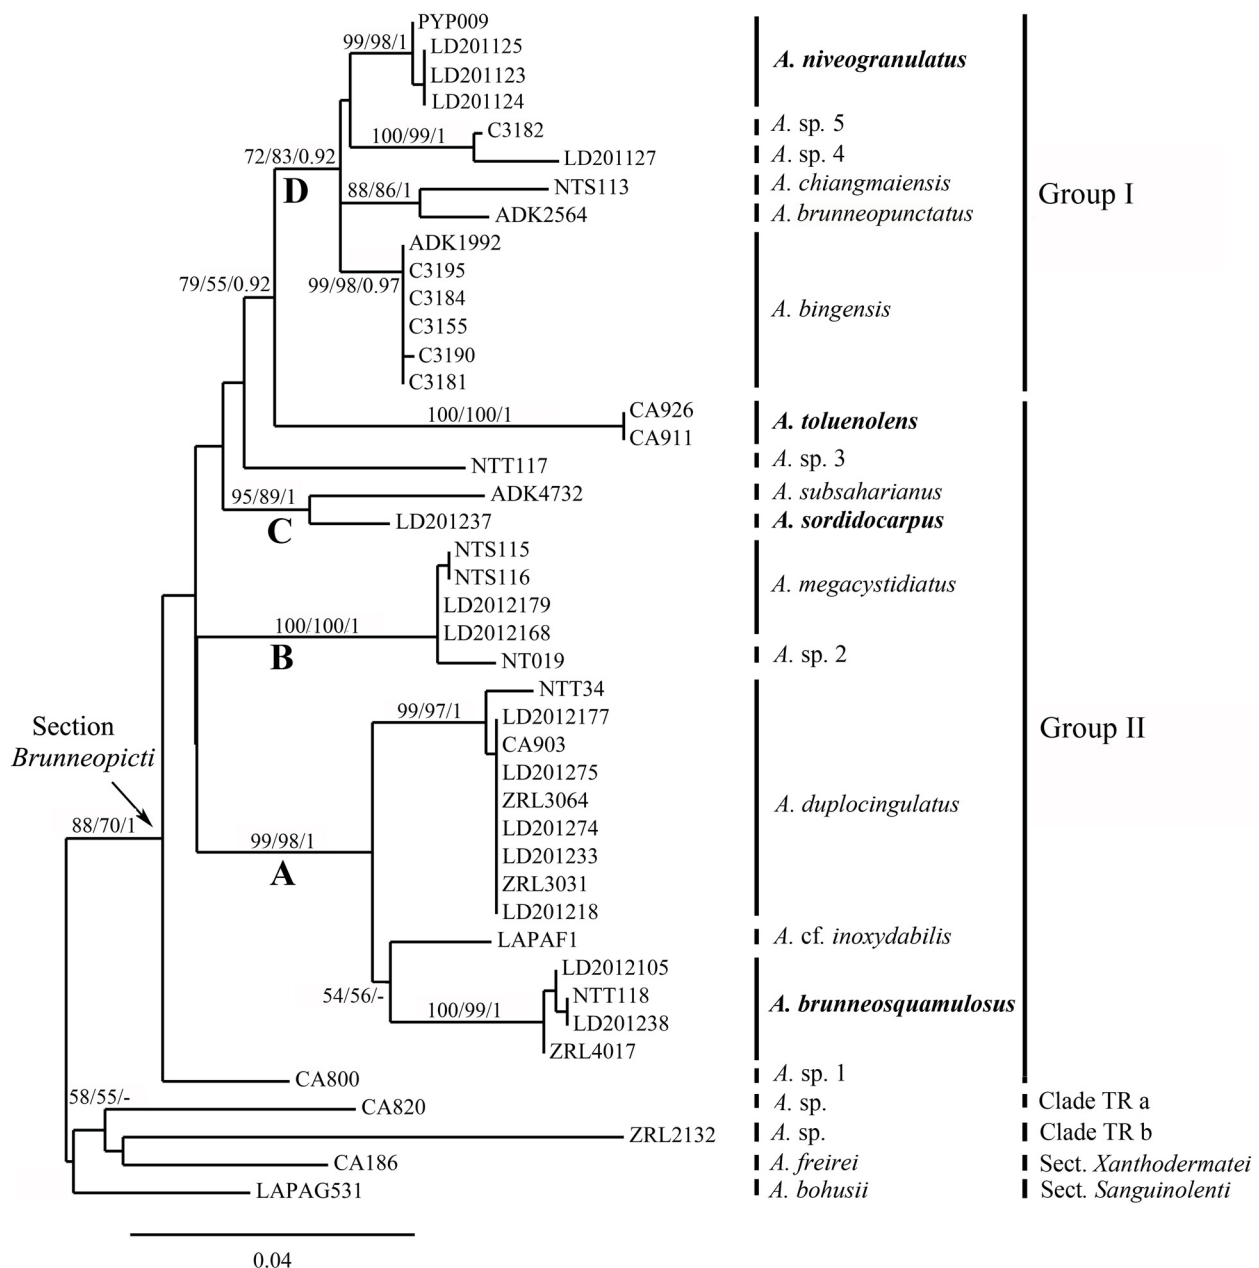 PYP009
99/98/1
LD201125
A. niveogranulatus
LD201123
LD201124
C3182
A. sp. 5
100/99/1
LD201127
A. sp. 4
72/83/0.92
D
NTS113
A. chiangmaiensis
88/86/1
Group I
ADK2564
A. brunneopunctatus
ADK1992
C3195
79/55/0.92
99/98/0.97
C3184
A. bingensis
C3155
C3190
C3181
CA926
100/100/1
A. toluenolens
CA911
NTT117
A. sp. 3
95/89/1
ADK4732
A. subsaharianus
C
LD201237
A. sordidocarpus
NTS115
NTS116
A. megacystidiatus
LD2012179
100/100/1
LD2012168
B
NT019
A. sp. 2
NTT34
99/97/1
LD2012177
Section
Brunneopicti
Group II
CA903
LD201275
ZRL3064
A. duplocingulatus
88/70/1
LD201274
99/98/1
LD201233
A
ZRL3031
LD201218
LAPAF1
A. cf. inoxydabilis
LD2012105
54/56/-
NTT118
100/99/1
A. brunneosquamulosus
LD201238
ZRL4017
CA800
A. sp. 1
58/55/-
CA820
A. sp.
Clade TR a
ZRL2132
A. sp.
Clade TR b
CA186
A. freirei
Sect. Xanthodermatei
LAPAG531
A. bohusii
Sect. Sanguinolenti
0.04